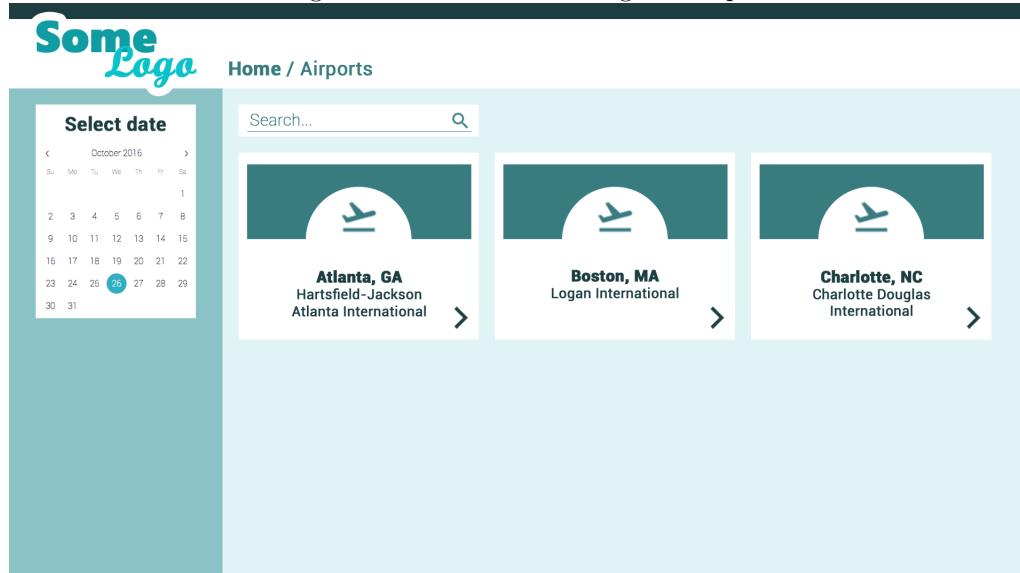 Some
Logo
Home / Airports
Select date
October 2016
Su Mo Tu We Th Fr Sa
1
2 3 4 5 6 7 8
9 10 11 12 13 14 15
16 17 18 19 20 21 22
23 24 25 26 27 28 29
30 31
Search...
Atlanta, GA
Hartsfield-Jackson
Atlanta International
Boston, MA
Logan International
Charlotte, NC
Charlotte Douglas
International